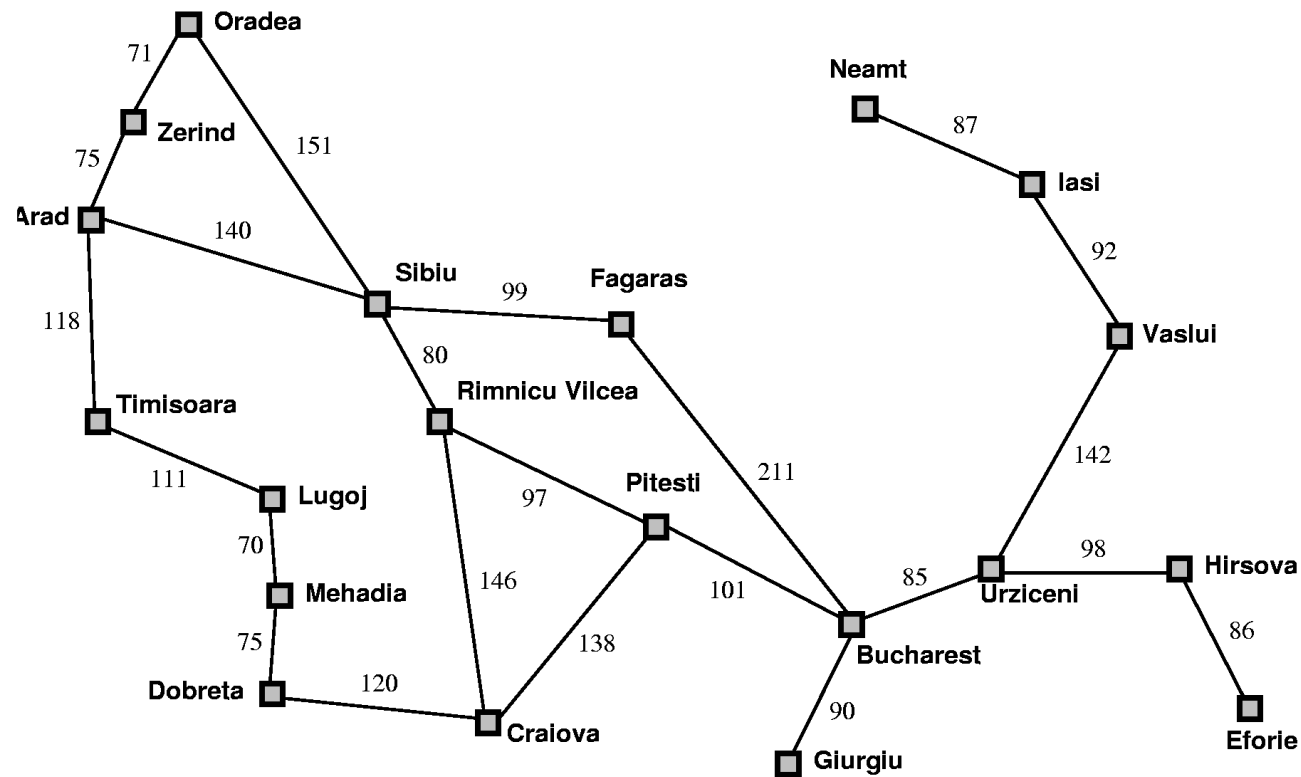 Oradea
71
Neamt
87
Zerind
151
75
Iasi
Arad
140
92
Sibiu
Fagaras
99
118
80
Vaslui
Rimnicu Vilcea
Timisoara
142
111
211
Pitesti
Lugoj
97
70
98
Hirsova
146
101
85
Urziceni
Mehadia
75
138
86
Bucharest
Dobreta
120
90
Craiova
Eforie
Giurgiu